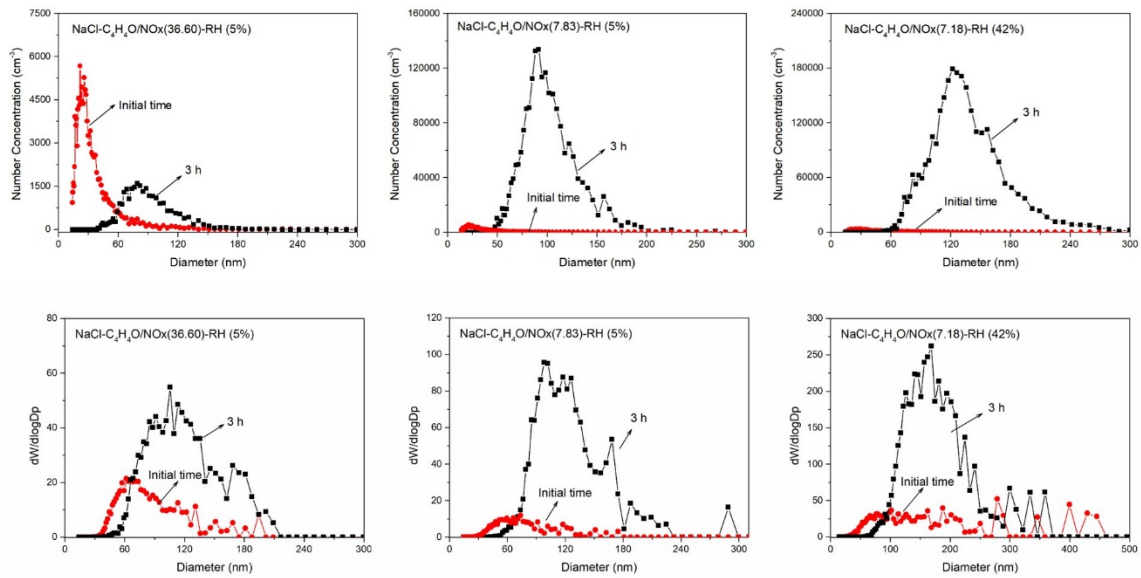 NaCl-C₄H₄O/NOx(36.60)-RH (5%)
Number Concentration (cm⁻³)
7500
6000
4500
3000
1500
0
Initial time
3 h
0 60 120 180 240 300
Diameter (nm)
NaCl-C₄H₄O/NOx(7.83)-RH (5%)
Number Concentration (cm⁻³)
160000
120000
80000
40000
0
3 h
Initial time
0 50 100 150 200 250 300
Diameter (nm)
NaCl-C₄H₄O/NOx(7.18)-RH (42%)
Number Concentration (cm⁻³)
240000
180000
120000
60000
0
3 h
Initial time
0 60 120 180 240 300
Diameter (nm)
NaCl-C₄H₄O/NOx(36.60)-RH (5%)
dW/dlogDp
80
60
40
20
0
3 h
Initial time
0 60 120 180 240 300
Diameter (nm)
NaCl-C₄H₄O/NOx(7.83)-RH (5%)
dW/dlogDp
120
100
80
60
40
20
0
3 h
Initial time
0 60 120 180 240 300
Diameter (nm)
NaCl-C₄H₄O/NOx(7.18)-RH (42%)
dW/dlogDp
300
250
200
150
100
50
0
3 h
Initial time
0 100 200 300 400 500
Diameter (nm)